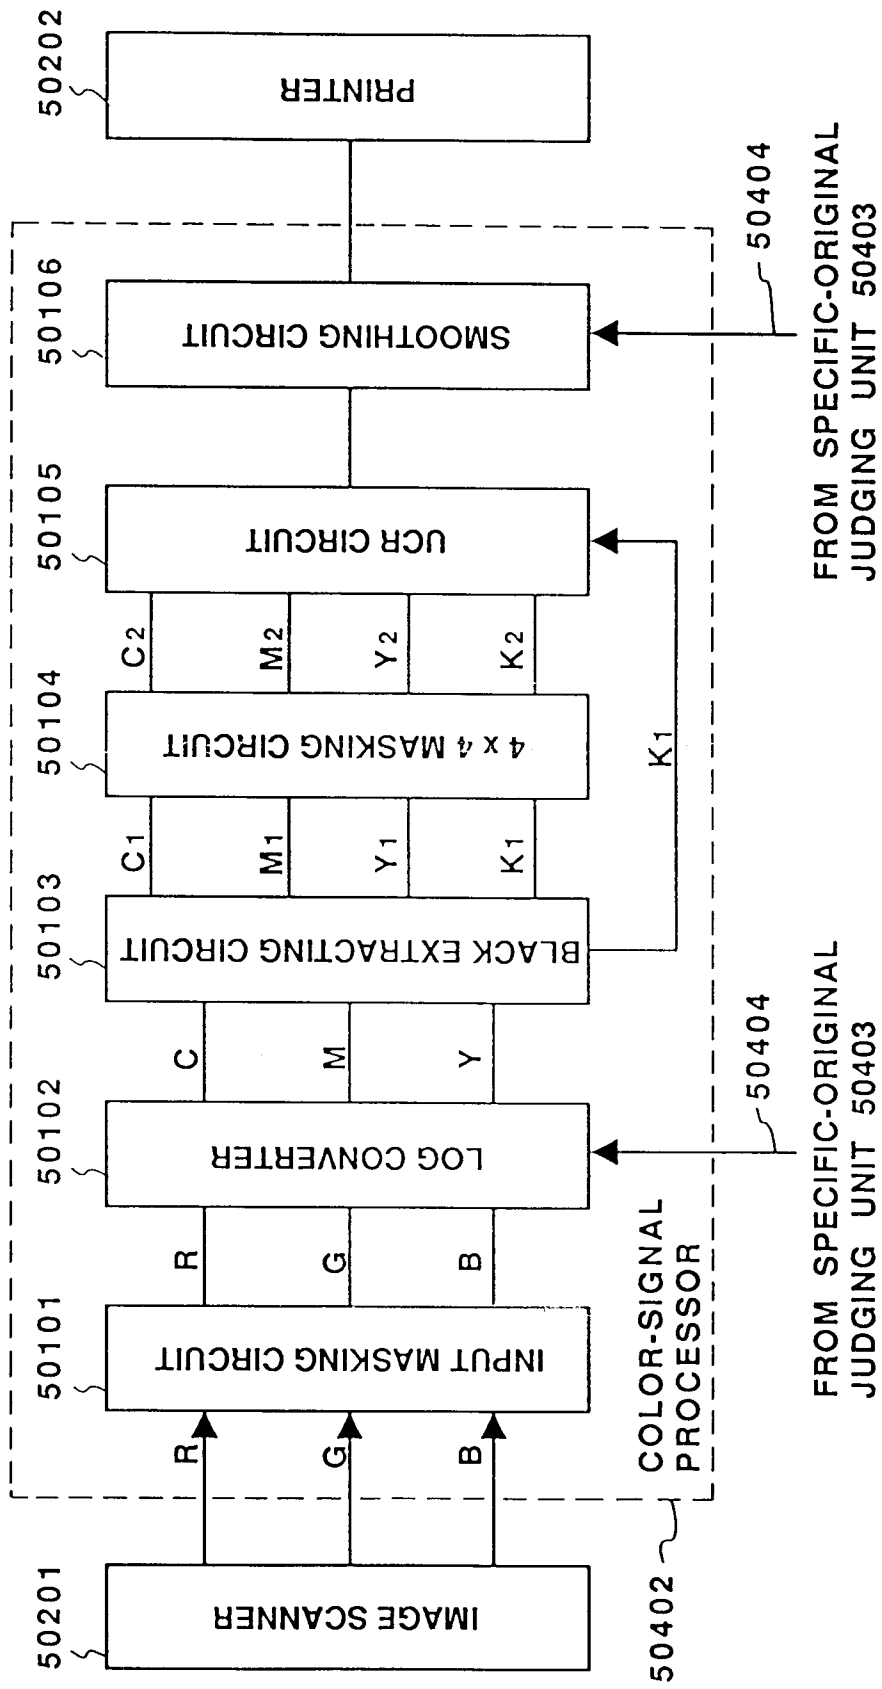 50201
IMAGE SCANNER
R
G
B
50101
INPUT MASKING CIRCUIT
R
G
B
50102
LOG CONVERTER
C
M
Y
50103
BLACK EXTRACTING CIRCUIT
C1
M1
Y1
K1
K1
50104
4 x 4 MASKING CIRCUIT
C2
M2
Y2
K2
50105
UCR CIRCUIT
50106
SMOOTHING CIRCUIT
50202
PRINTER
50402
COLOR-SIGNAL
PROCESSOR
50404
FROM SPECIFIC-ORIGINAL
JUDGING UNIT 50403
50404
FROM SPECIFIC-ORIGINAL
JUDGING UNIT 50403